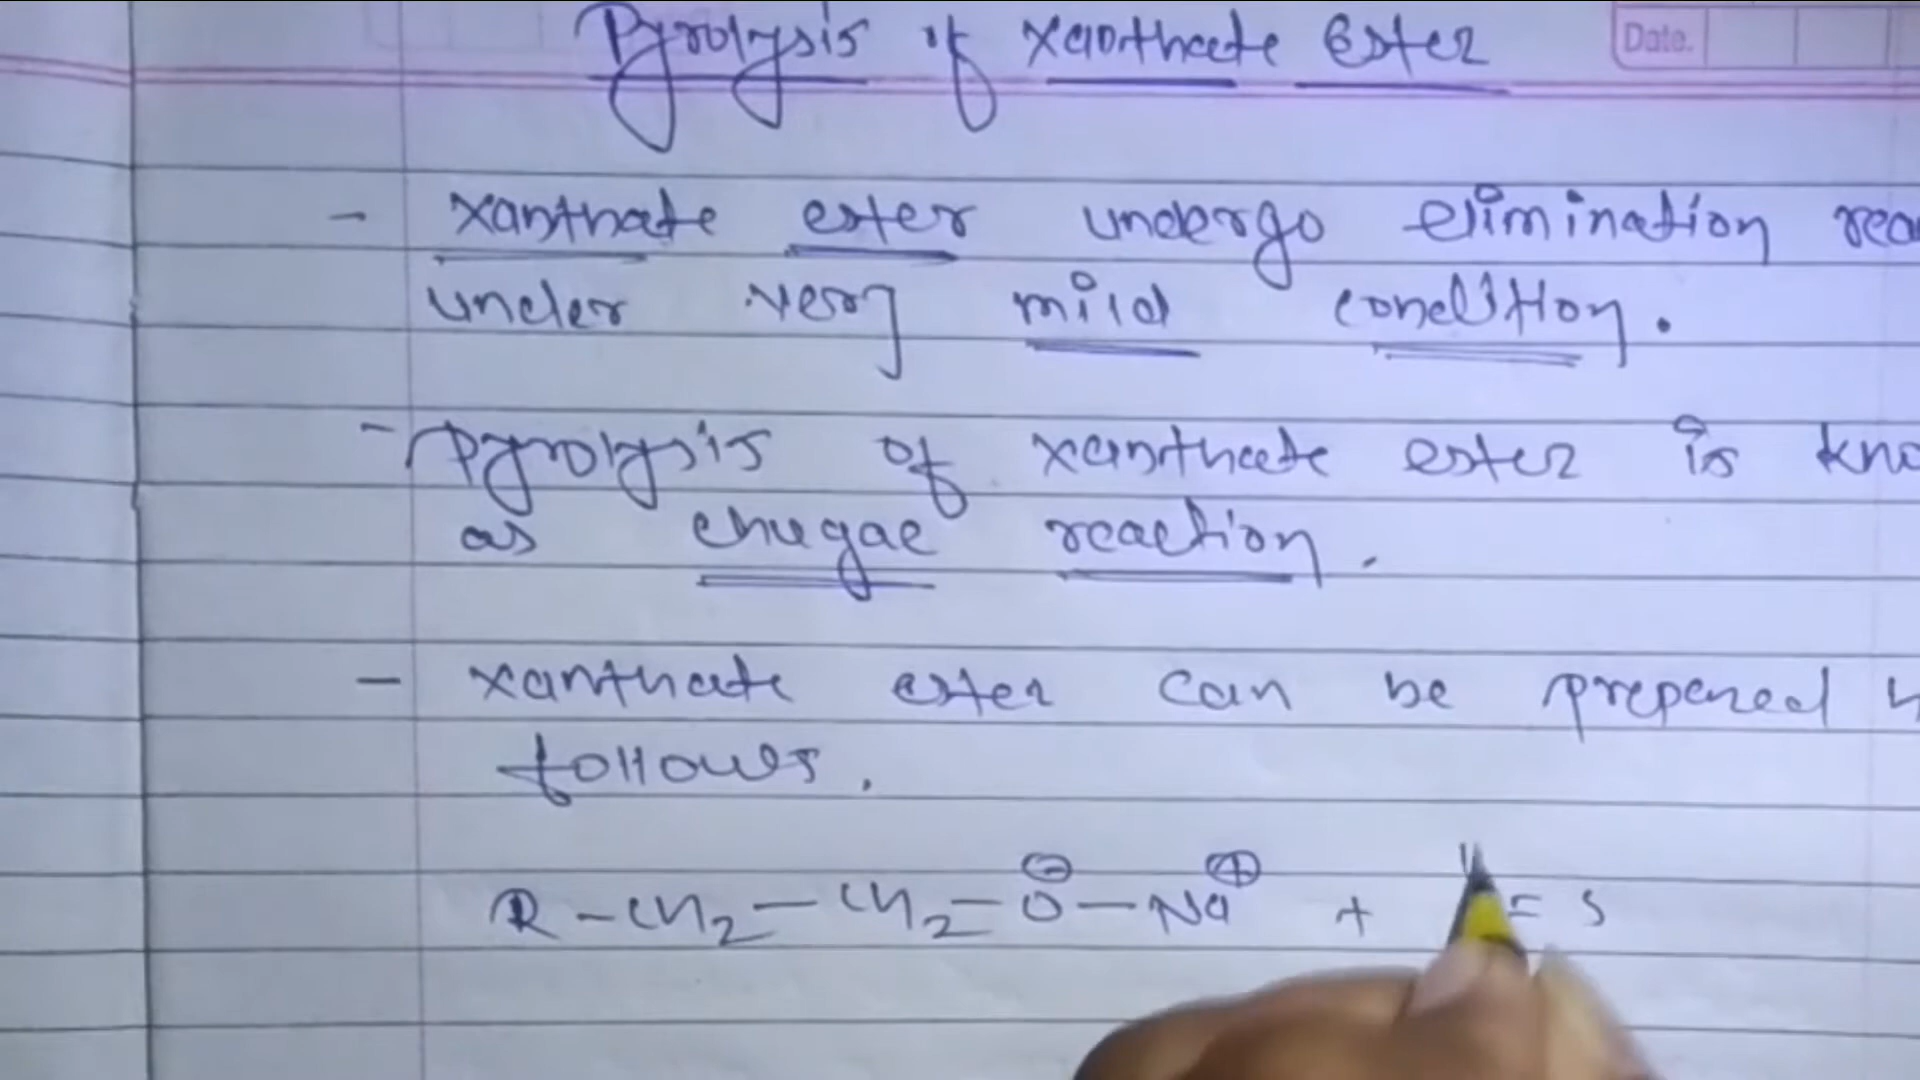 Date.
Pyrolysis of xanthate Ester
- xanthate ester undergo elimination rea
under very mild condition.
- Pyrolysis of xanthate ester is kno
as chugae reaction.
- xanthate ester can be prepared
follows.
R - CH2 - CH2 - O⊖ - Na⊕ + = S